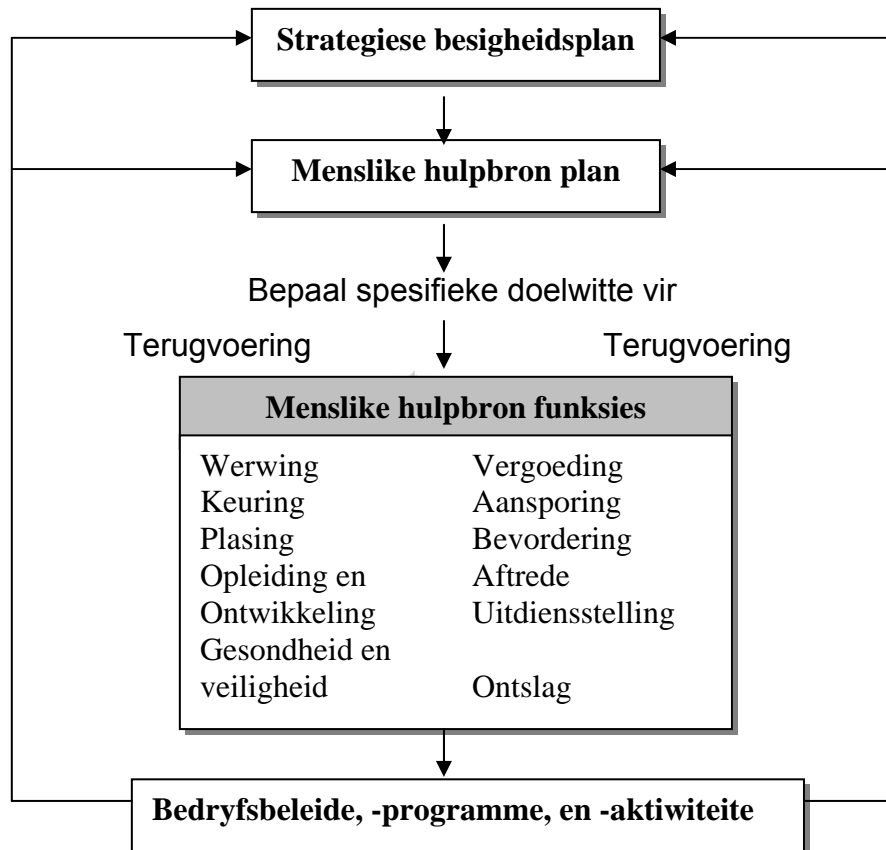 Strategiese besigheidsplan
Menslike hulpbron plan
Bepaal spesifieke doelwitte vir
Terugvoering
Terugvoering
Menslike hulpbron funksies
Werwing
Keuring
Plasing
Opleiding en
Ontwikkeling
Gesondheid en
veiligheid
Vergoeding
Aansporing
Bevordering
Aftrede
Uitdiensstelling
Ontslag
Bedryfsbeleide, -programme, en -aktiwiteite